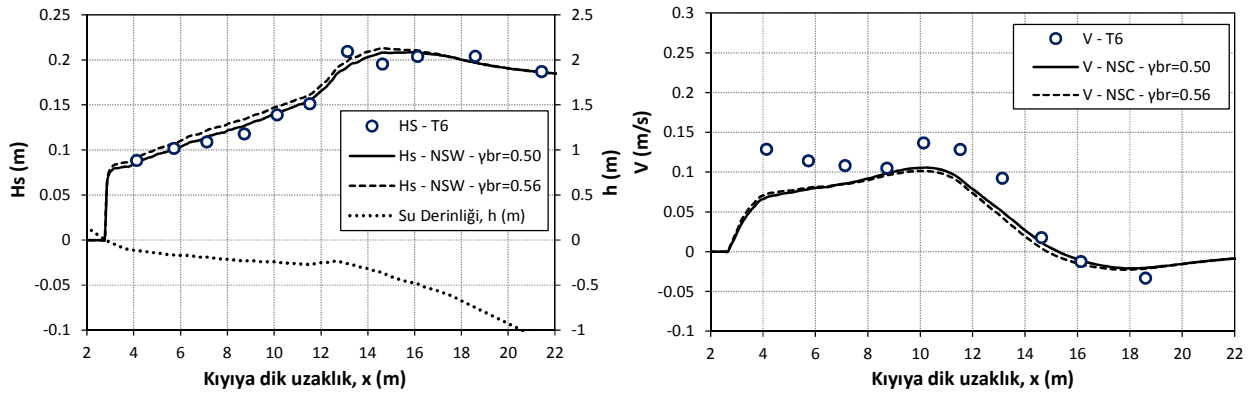 0.25
0.2
0.15
0.1
0.05
0
-0.05
-0.1
Hs (m)
2.5
2
1.5
1
0.5
0
-0.5
-1
h (m)
HS - T6
Hs - NSW - γbr=0.50
Hs - NSW - γbr=0.56
Su Derinliği, h (m)
2 4 6 8 10 12 14 16 18 20 22
Kıyıya dik uzaklık, x (m)
0.3
0.25
0.2
0.15
0.1
0.05
0
-0.05
-0.1
V (m/s)
V - T6
V - NSC - γbr=0.50
V - NSC - γbr=0.56
2 4 6 8 10 12 14 16 18 20 22
Kıyıya dik uzaklık, x (m)